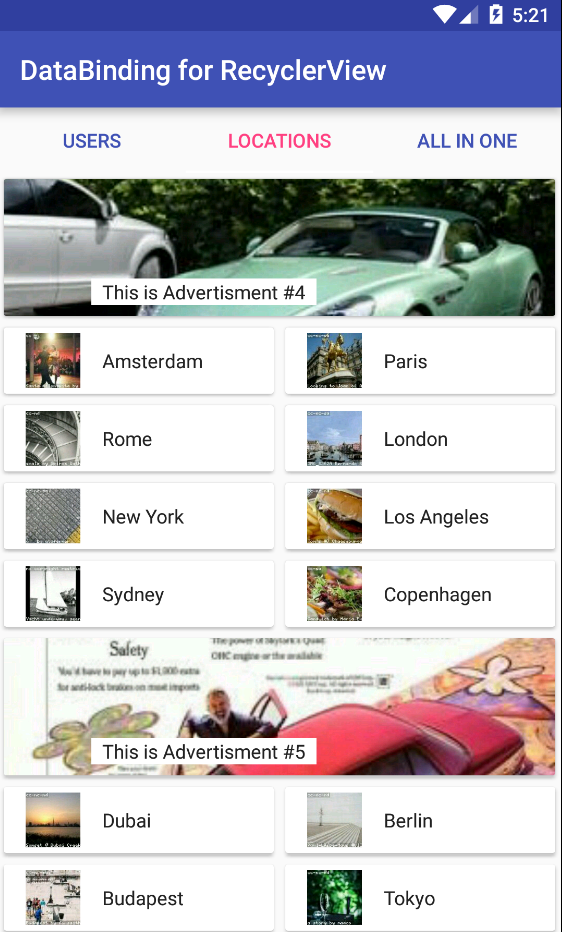 5:21
DataBinding for RecyclerView
USERS
LOCATIONS
ALL IN ONE
This is Advertisment #4
Amsterdam
Paris
Rome
London
New York
Los Angeles
Sydney
Copenhagen
Safety
The power of Skylark's Quad
You'd have to pay up to $1,000 extra
OHC engine or the available
for anti-lock brakes on most imports
This is Advertisment #5
Dubai
Berlin
Budapest
Tokyo